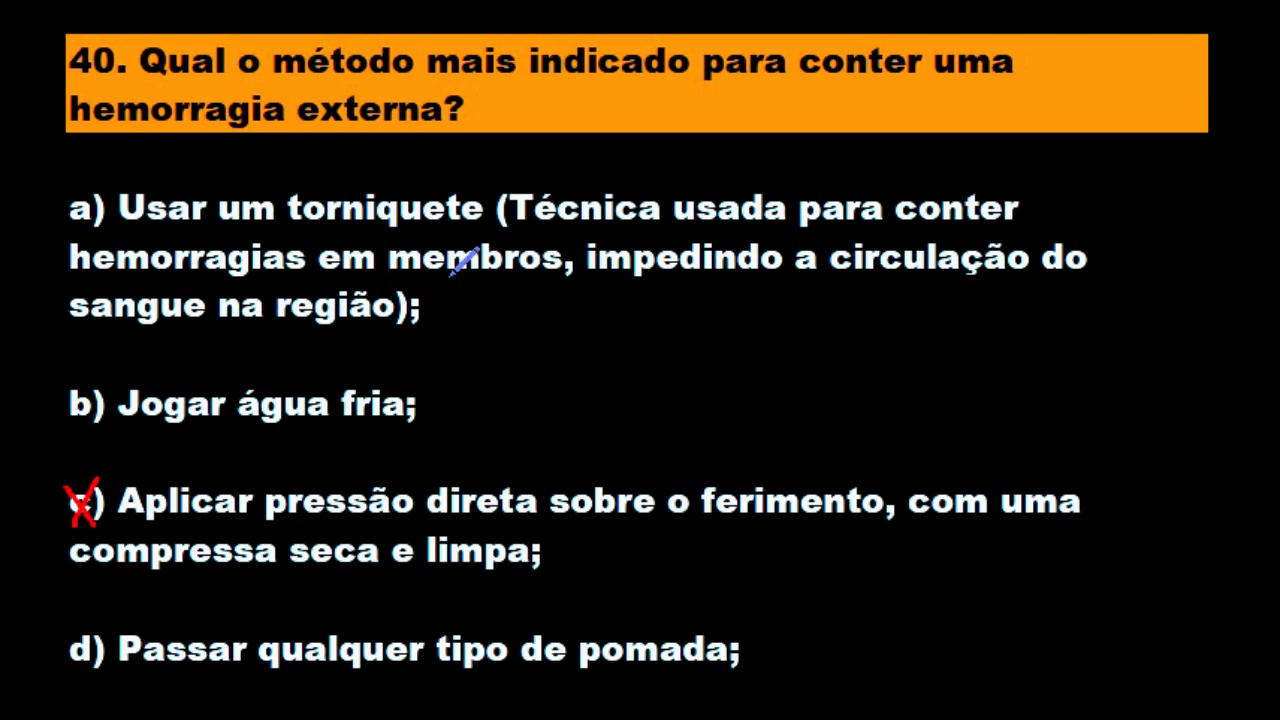 40. Qual o método mais indicado para conter uma
hemorragia externa?
a) Usar um torniquete (Técnica usada para conter
hemorragias em membros, impedindo a circulação do
sangue na região);
b) Jogar água fria;
c) Aplicar pressão direta sobre o ferimento, com uma
compressa seca e limpa;
d) Passar qualquer tipo de pomada;